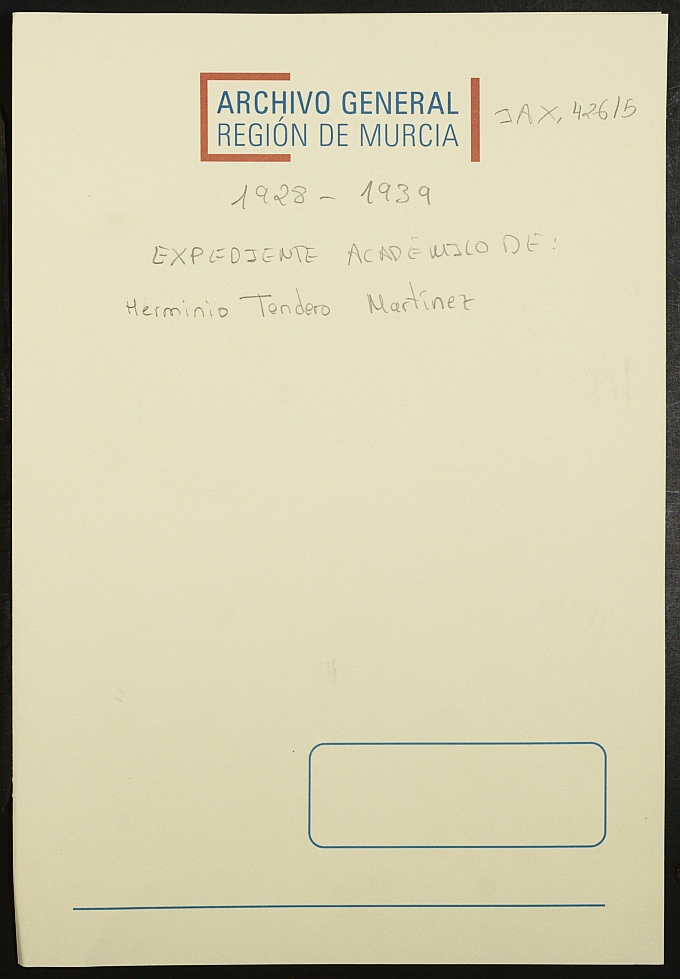 ARCHIVO GENERAL
REGIÓN DE MURCIA
IAX, 426/5
1928 - 1939
EXPEDIENTE ACADÉMICO DE:
Herminio Tendero Martínez